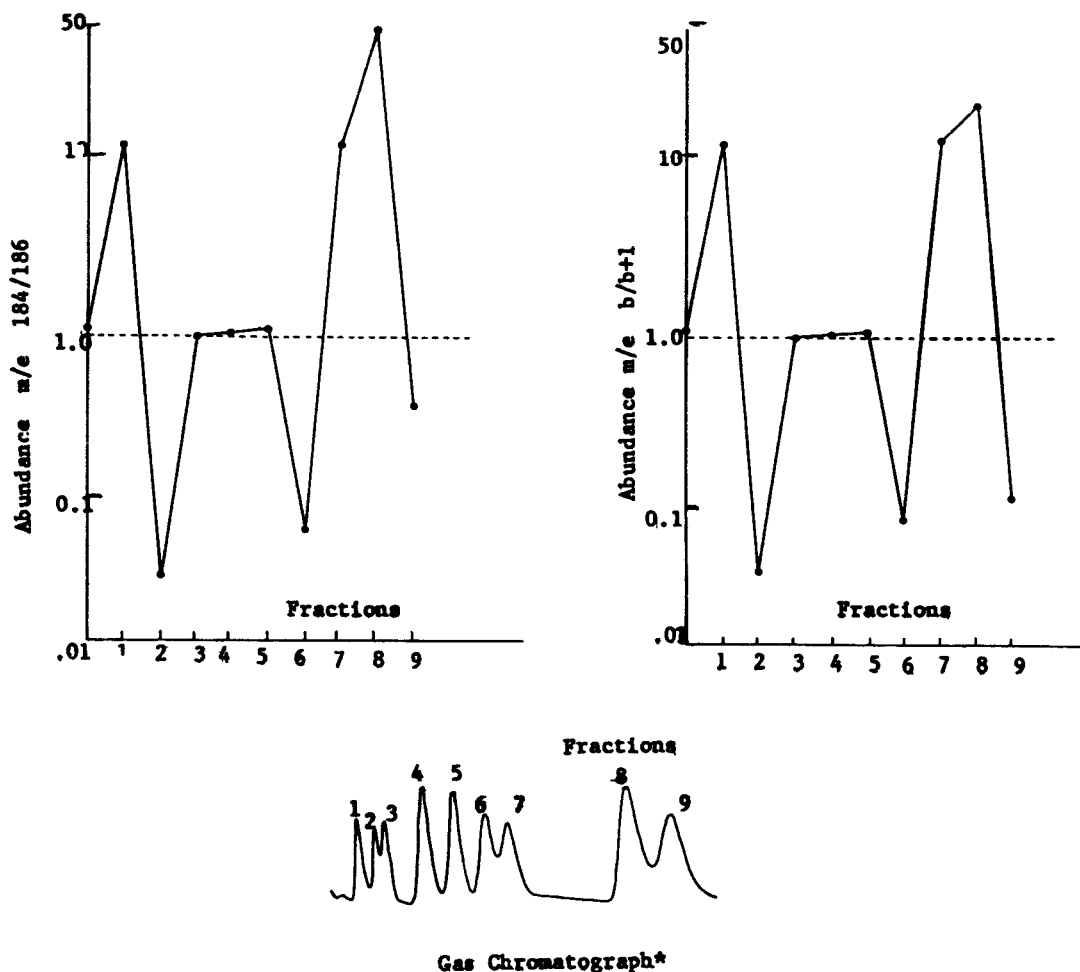 50
17
1.0
0.1
.01
Abundance m/e 184/186
Fractions
1 2 3 4 5 6 7 8 9
50
10
1.0
0.1
.01
Abundance m/e b/b+1
Fractions
1 2 3 4 5 6 7 8 9
Fractions
1 2 3 4 5 6 7 8 9
Gas Chromatograph*